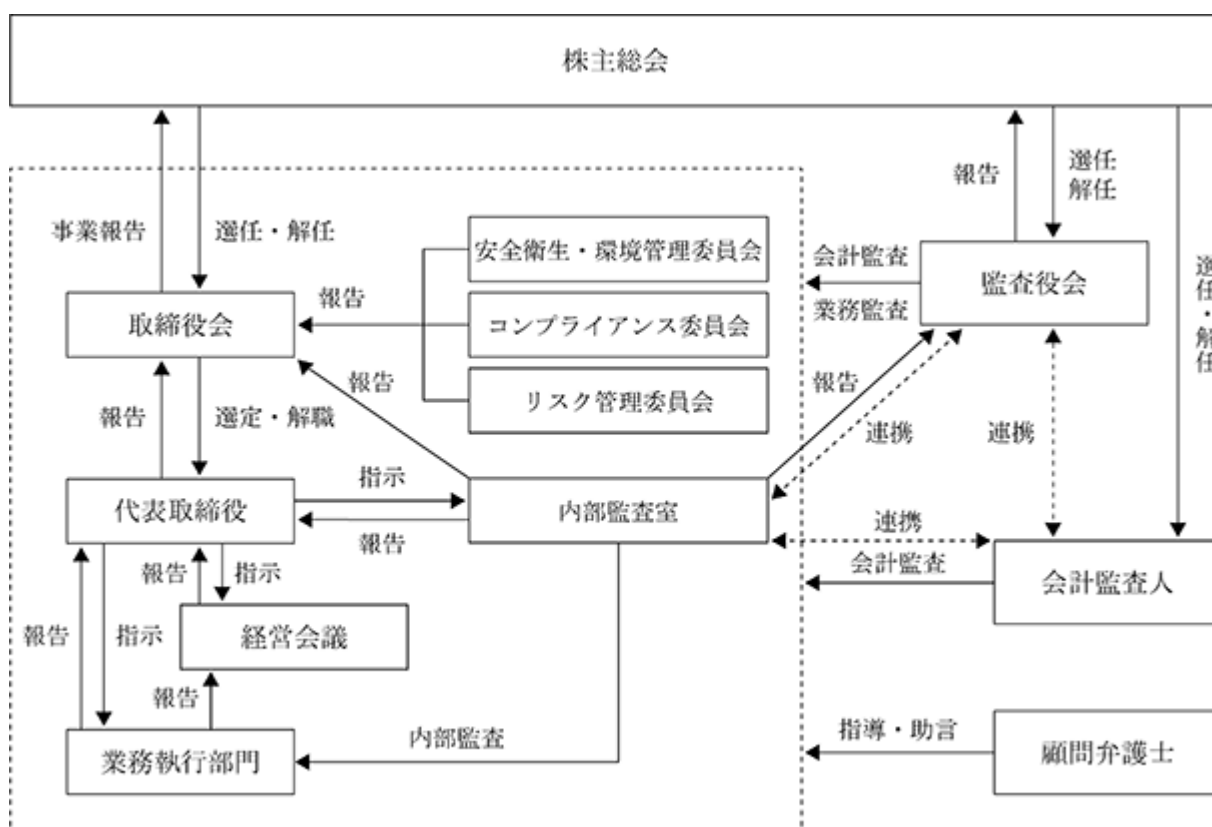 株主総会
報告
選任
解任
事業報告
選任・解任
安全衛生・環境管理委員会
会計監査
業務監査
監査役会
選任・解任
報告
取締役会
コンプライアンス委員会
報告
報告
リスク管理委員会
報告
選定・解職
連携
連携
指示
代表取締役
内部監査室
報告
連携
報告
指示
会計監査
会計監査人
報告
指示
経営会議
報告
指導・助言
顧問弁護士
内部監査
業務執行部門